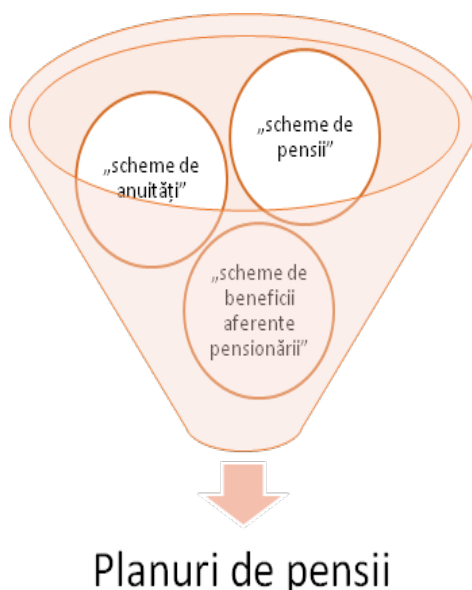 „scheme de
pensii”
„scheme de
anuități”
„scheme de
beneficii
aferente
pensionării”
Planuri de pensii